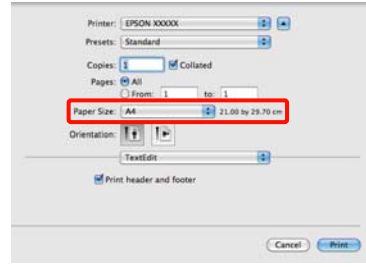 Printer: EPSON XXXXX
Presets: Standard
Copies: 1 Collated
Pages: All
From: 1 to: 1
Paper Size: A4 21.00 by 29.70 cm
Orientation:
TextEdit
Print header and footer
Cancel Print